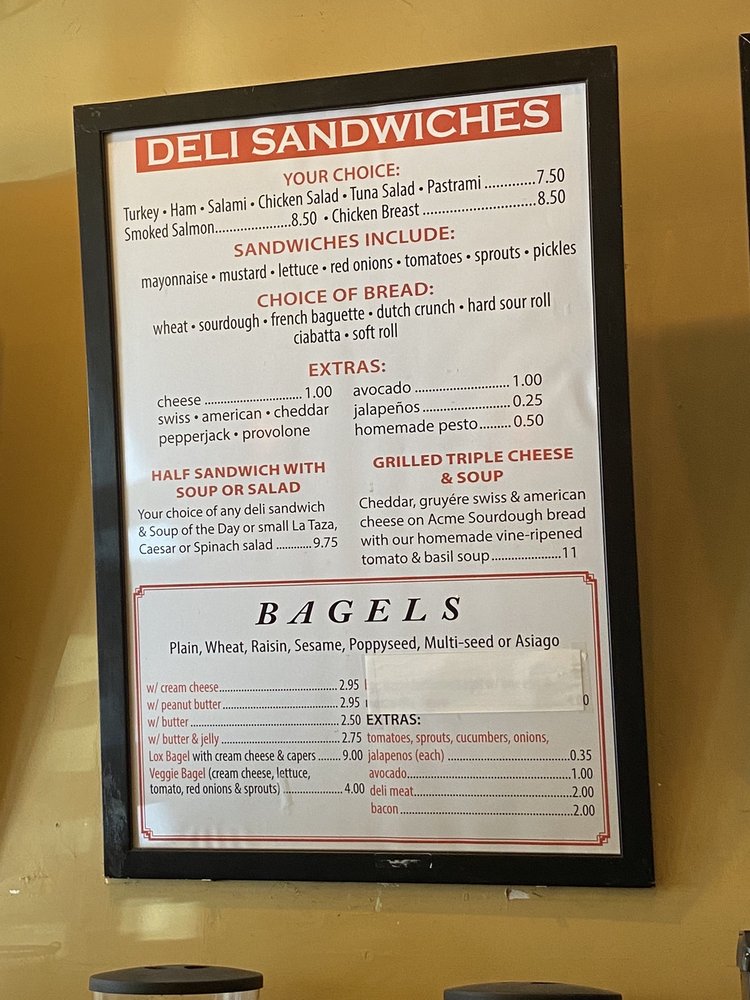 DELI SANDWICHES
YOUR CHOICE:
Turkey • Ham • Salami • Chicken Salad • Tuna Salad • Pastrami .............7.50
Smoked Salmon.....................8.50 • Chicken Breast .............................8.50
SANDWICHES INCLUDE:
mayonnaise • mustard • lettuce • red onions • tomatoes • sprouts • pickles
CHOICE OF BREAD:
wheat • sourdough • french baguette • dutch crunch • hard sour roll
ciabatta • soft roll
EXTRAS:
cheese ............................. 1.00
swiss • american • cheddar
pepperjack • provolone
avocado ............................ 1.00
jalapeños .......................... 0.25
homemade pesto......... 0.50
HALF SANDWICH WITH
SOUP OR SALAD
Your choice of any deli sandwich
& Soup of the Day or small La Taza,
Caesar or Spinach salad ............ 9.75
GRILLED TRIPLE CHEESE
& SOUP
Cheddar, gruyére swiss & american
cheese on Acme Sourdough bread
with our homemade vine-ripened
tomato & basil soup.....................11
BAGELS
Plain, Wheat, Raisin, Sesame, Poppyseed, Multi-seed or Asiago
w/ cream cheese....................................... 2.95
w/ peanut butter....................................... 2.95
w/ butter .................................................. 2.50
w/ butter & jelly ........................................ 2.75
Lox Bagel with cream cheese & capers ........ 9.00
Veggie Bagel (cream cheese, lettuce,
tomato, red onions & sprouts) .................... 4.00
0
EXTRAS:
tomatoes, sprouts, cucumbers, onions,
jalapenos (each) ........................................0.35
avocado......................................................1.00
deli meat.....................................................2.00
bacon..........................................................2.00